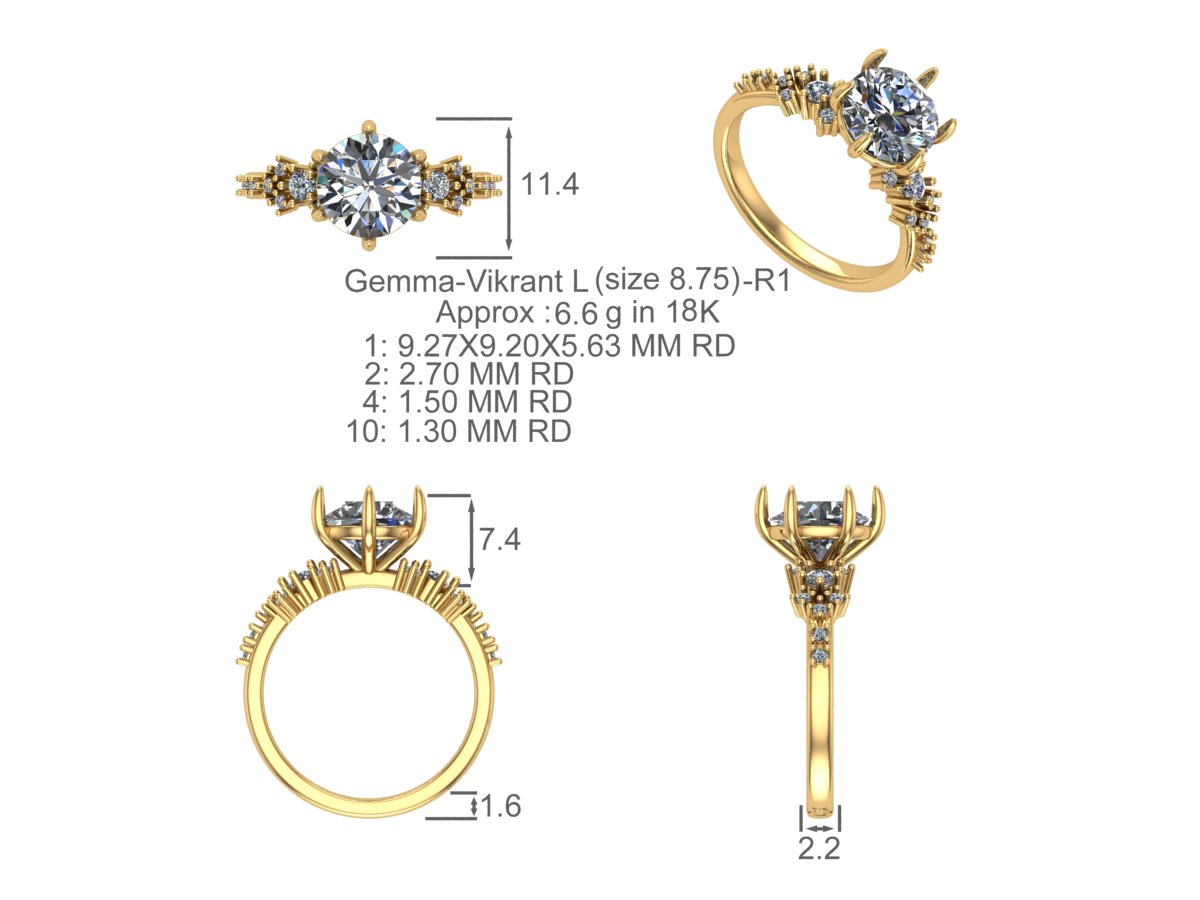 11.4
Gemma-Vikrant L (size 8.75)-R1
Approx :6.6 g in 18K
1: 9.27X9.20X5.63 MM RD
2: 2.70 MM RD
4: 1.50 MM RD
10: 1.30 MM RD
7.4
1.6
2.2